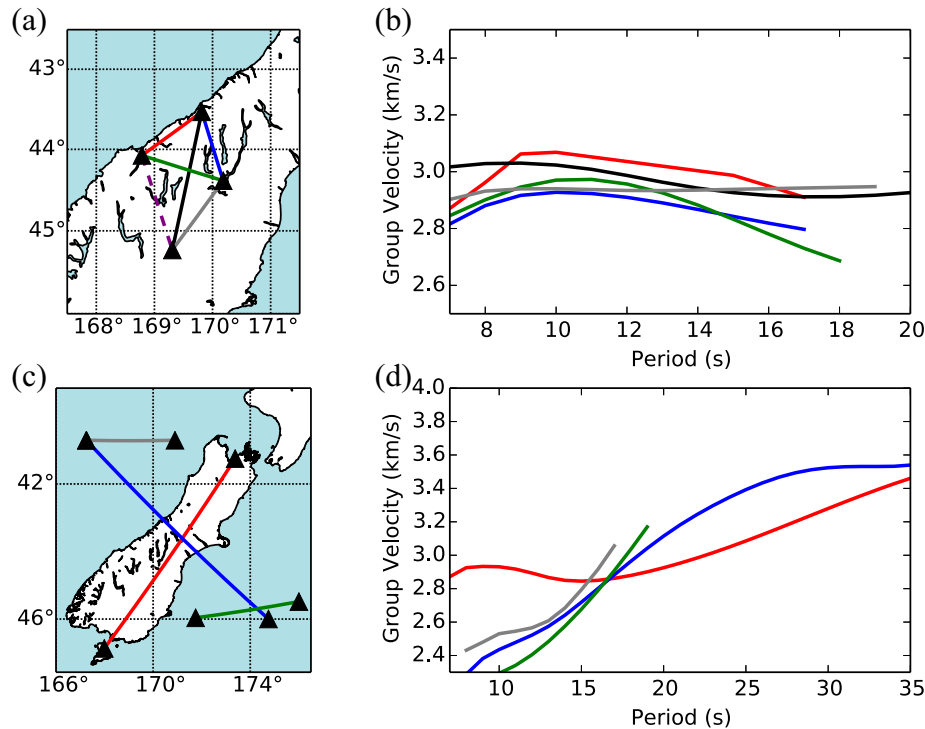 (a)
43°
44°
45°
168° 169° 170° 171°
(b)
3.4
3.2
3.0
2.8
2.6
Group Velocity (km/s)
8 10 12 14 16 18 20
Period (s)
(c)
42°
46°
166° 170° 174°
(d)
4.0
3.8
3.6
3.4
3.2
3.0
2.8
2.6
2.4
Group Velocity (km/s)
10 15 20 25 30 35
Period (s)